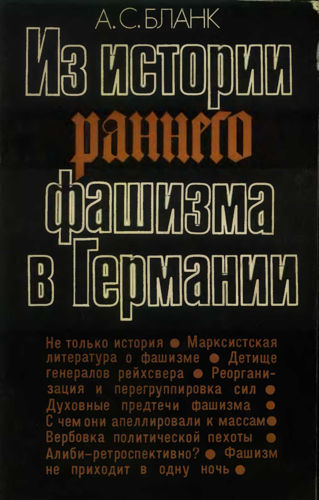 А.С.БЛАНК
Из истории
раннего
фашизма
в Германии
Не только история ● Марксистская
литература о фашизме ● Детище
генералов рейхсвера ● Реоргани-
зация и перегруппировка сил ●
Духовные предтечи фашизма ●
С чем они апеллировали к массам ●
Вербовка политической пехоты ●
Алиби-ретроспективно? ● Фашизм
не приходит в одну ночь ●